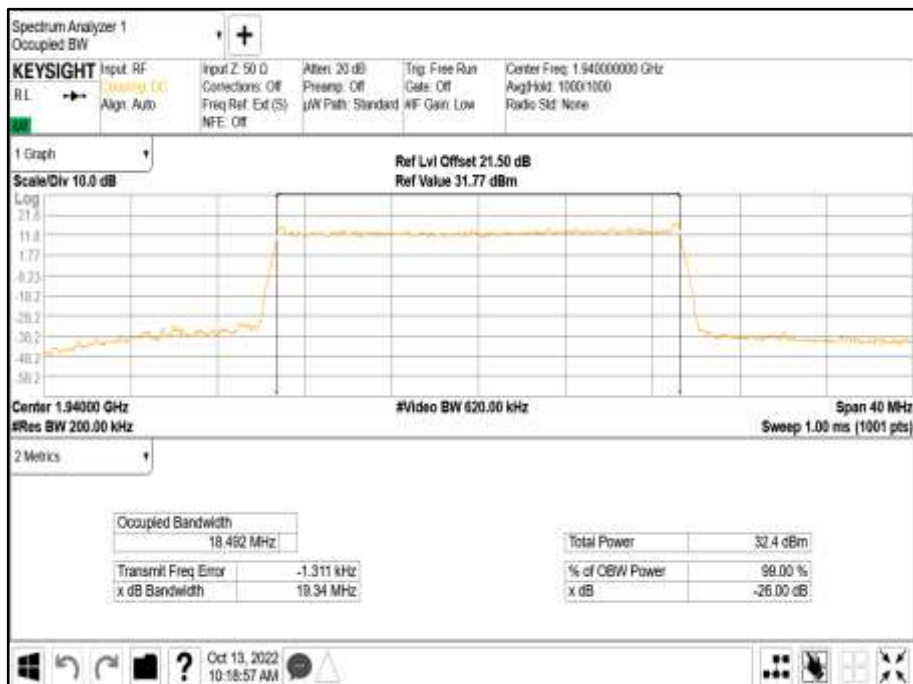 Spectrum Analyzer 1
Occupied BW
KEYSIGHT Input: RF Input Z: 50 Ω Atten: 20 dB Trig: Free Run Center Freq: 1.940000000 GHz
RL Coupling: DC Corrections: Off Preamp: Off Gate: Off Avg|Hold: 1000/1000
Align: Auto Freq Ref: Ext (S) µW Path: Standard #IF Gain: Low Radio Std: None
NFE: Off
1 Graph
Ref Lvl Offset 21.50 dB
Scale/Div 10.0 dB Ref Value 31.77 dBm
Log
21.8
11.8
1.77
-8.23
-18.2
-28.2
-38.2
-48.2
-58.2
Center 1.94000 GHz #Video BW 620.00 kHz Span 40 MHz
#Res BW 200.00 kHz Sweep 1.00 ms (1001 pts)
2 Metrics
Occupied Bandwidth
18.492 MHz Total Power 32.4 dBm
Transmit Freq Error -1.311 kHz % of OBW Power 99.00 %
x dB Bandwidth 19.34 MHz x dB -26.00 dB
? Oct 13, 2022
10:18:57 AM